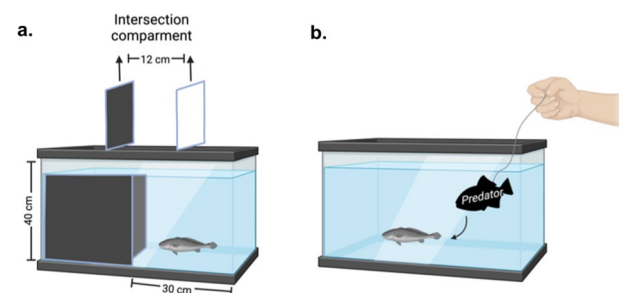 a.
Intersection
comparment
12 cm
40 cm
30 cm
b.
Predator